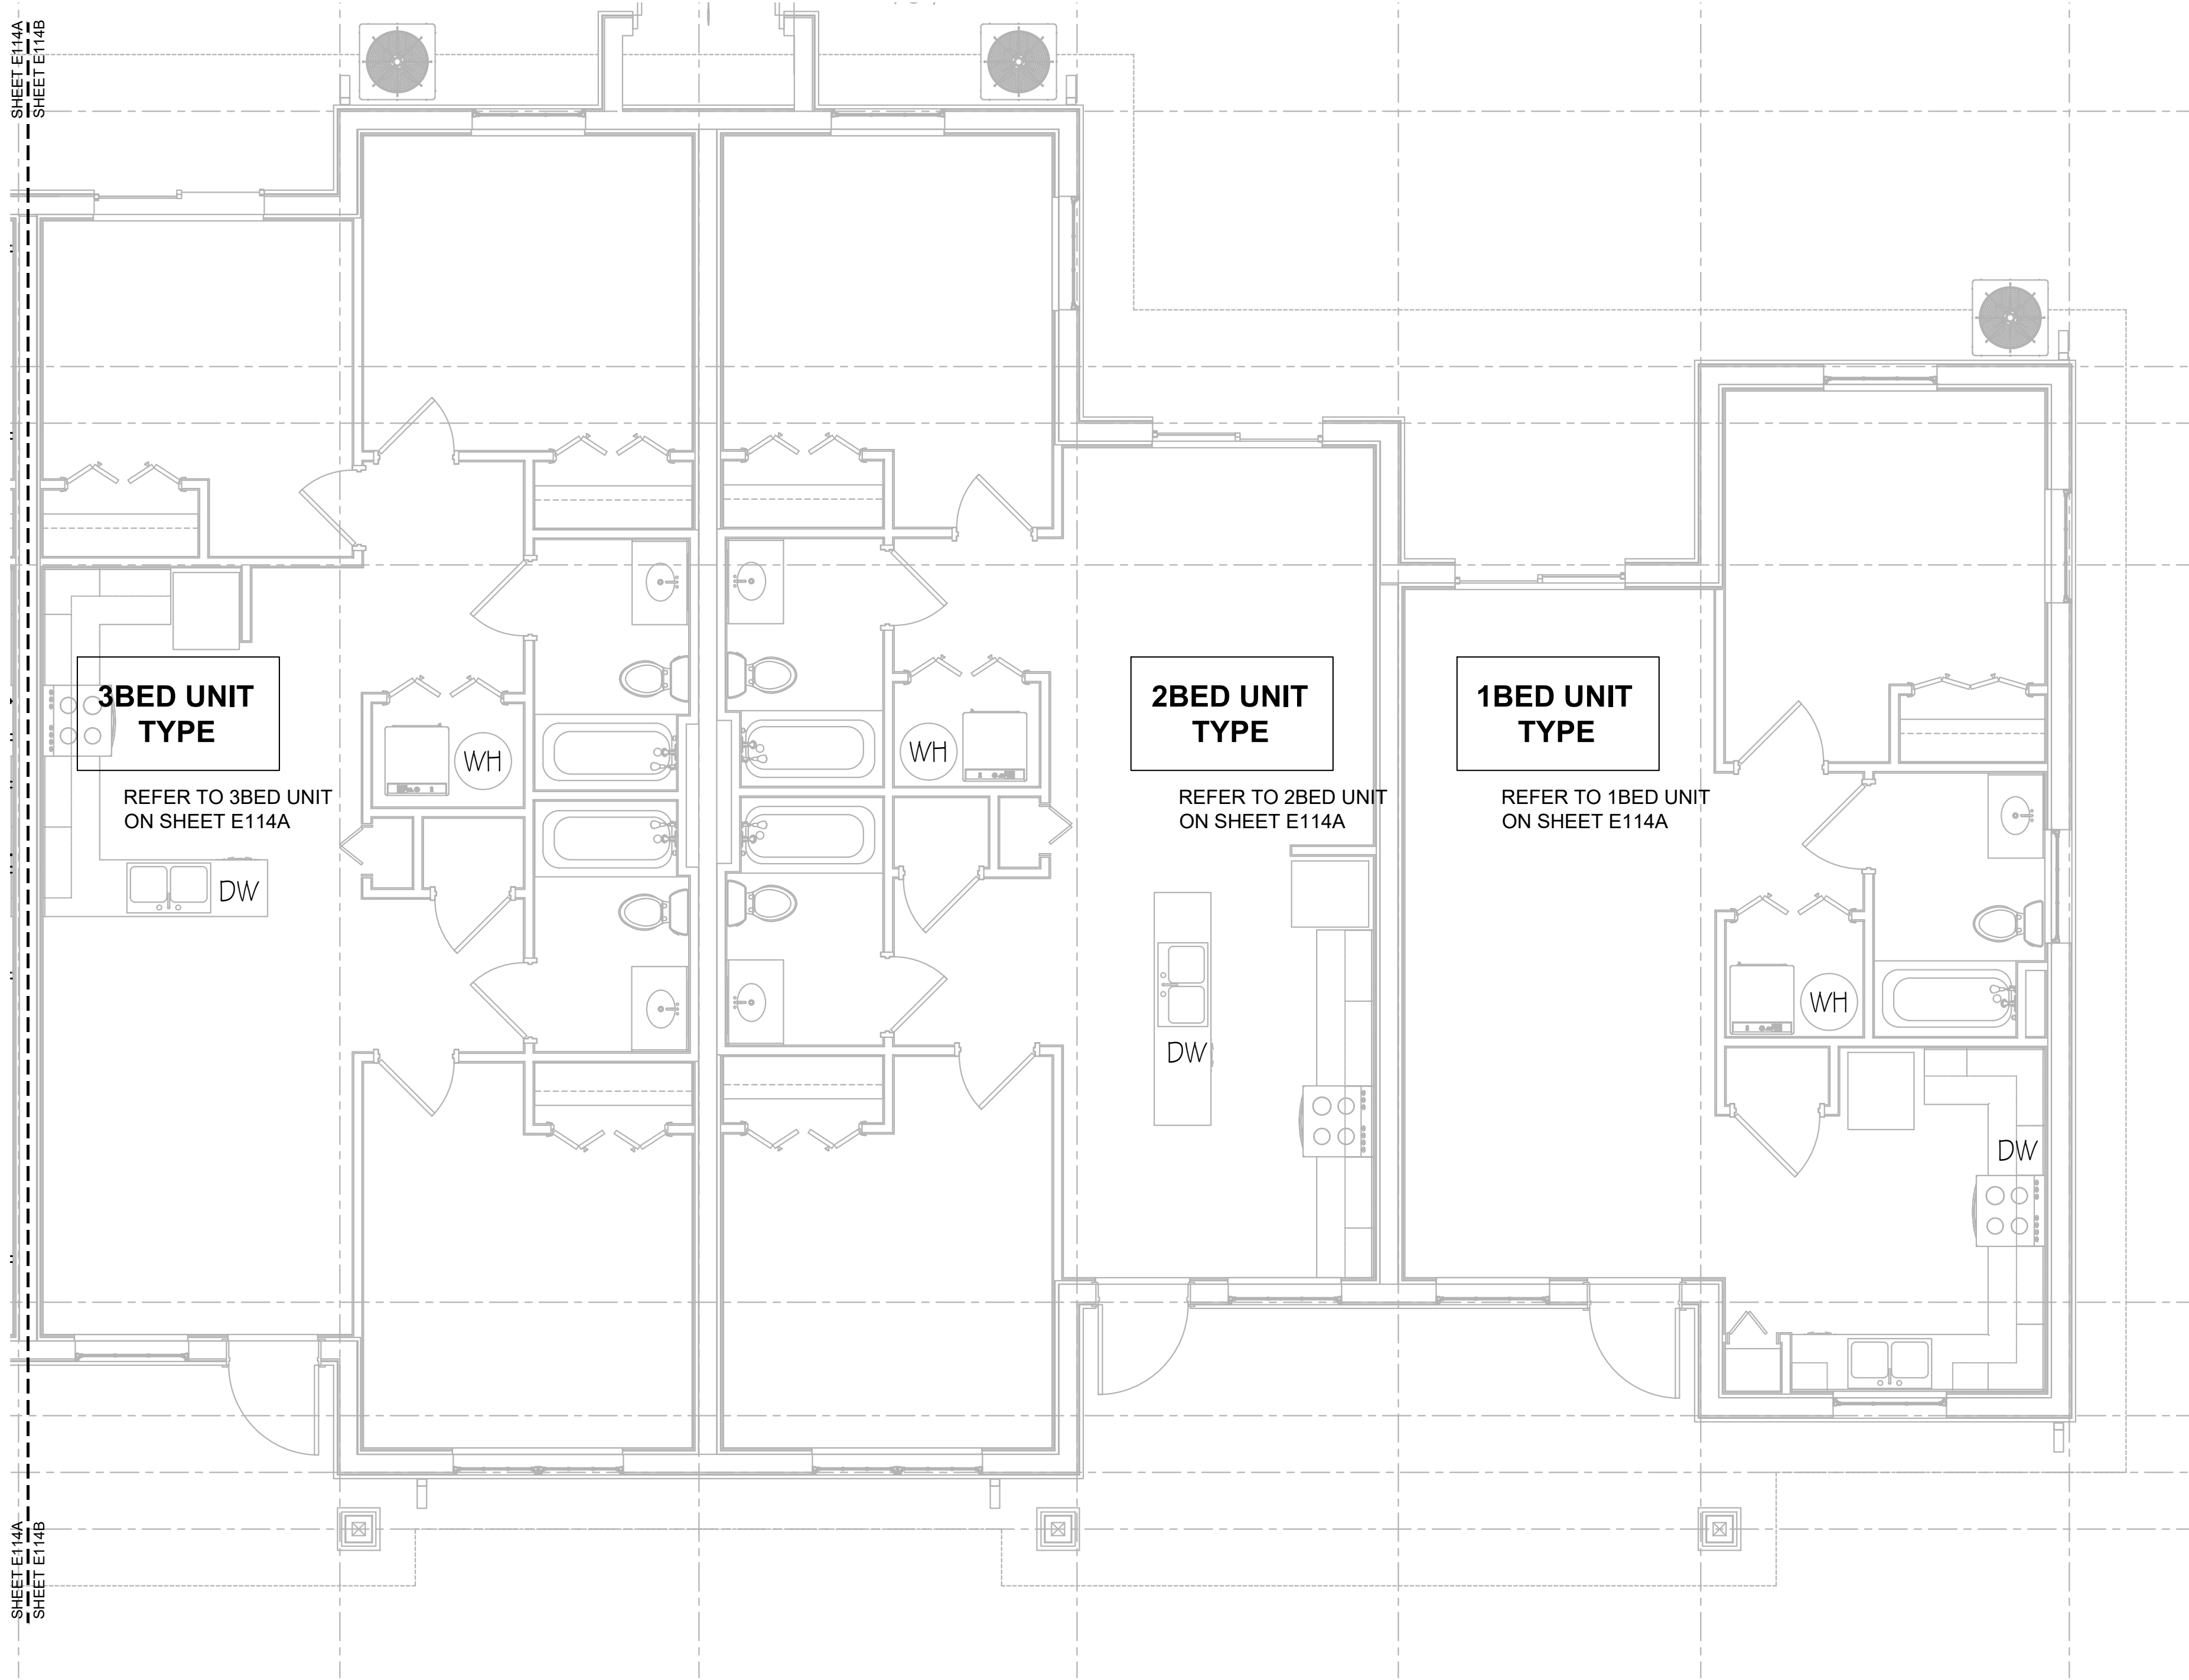 SHEET E114A
SHEET E114B
3BED UNIT
TYPE
REFER TO 3BED UNIT
ON SHEET E114A
DW
WH
WH
2BED UNIT
TYPE
REFER TO 2BED UNIT
ON SHEET E114A
DW
1BED UNIT
TYPE
REFER TO 1BED UNIT
ON SHEET E114A
WH
DW
SHEET E114A
SHEET E114B